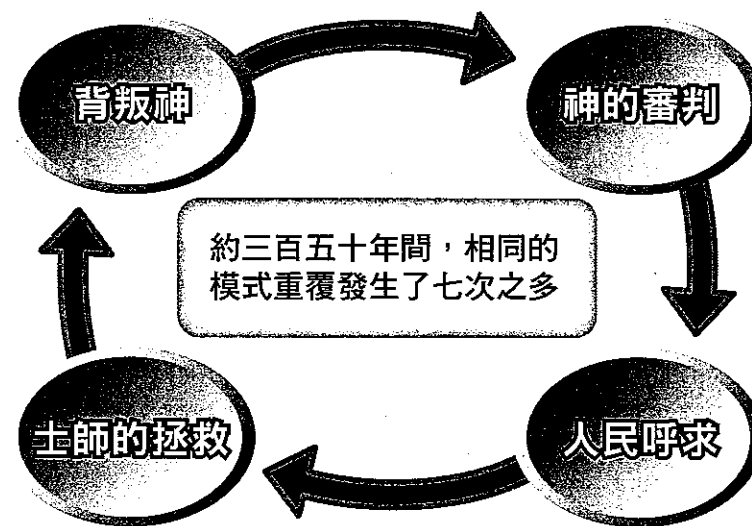 背叛神
神的審判
約三百五十年間，相同的
模式重覆發生了七次之多
士師的拯救
人民呼求